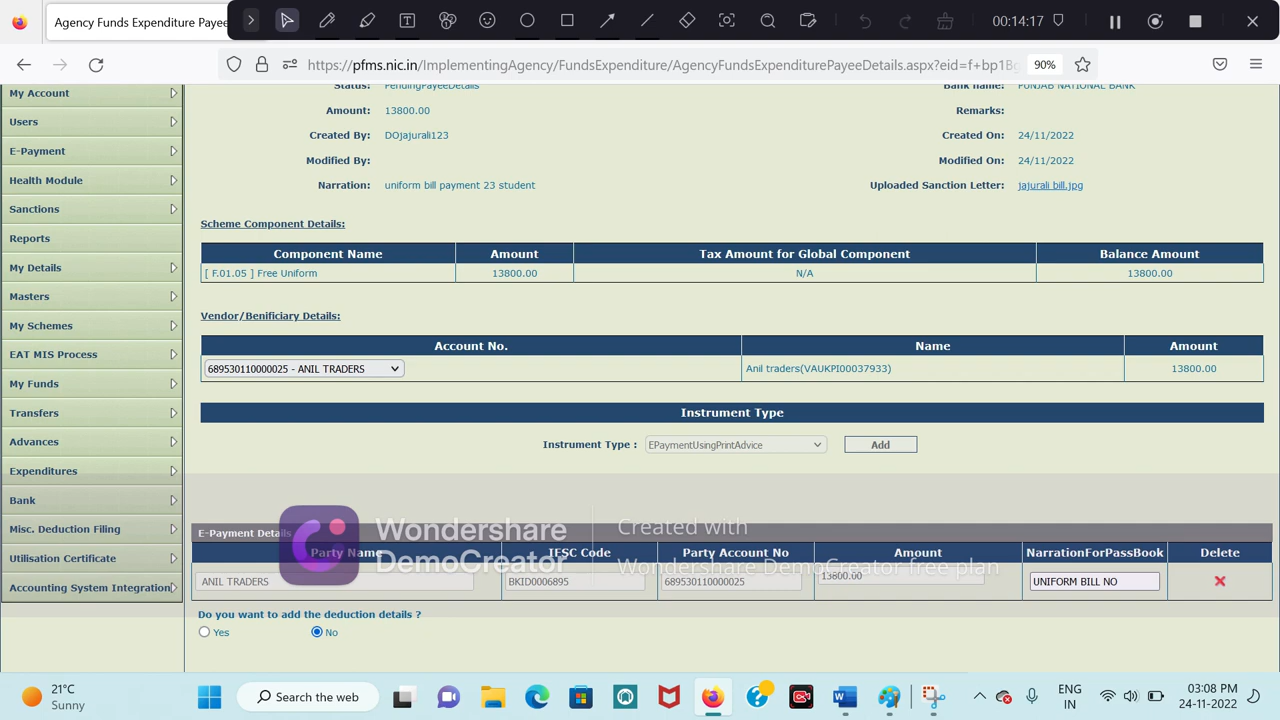 Agency Funds Expenditure Payee
00:14:17
https://pfms.nic.in/ImplementingAgency/FundsExpenditure/AgencyFundsExpenditurePayeeDetails.aspx?eid=f+bp1Bg
90%
My Account
Users
E-Payment
Health Module
Sanctions
Reports
My Details
Masters
My Schemes
EAT MIS Process
My Funds
Transfers
Advances
Expenditures
Bank
Misc. Deduction Filing
Utilisation Certificate
Accounting System Integration
Status: PendingPayeeDetails Bank name: PUNJAB NATIONAL BANK
Amount: 13800.00 Remarks:
Created By: DOjajurali123 Created On: 24/11/2022
Modified By: Modified On: 24/11/2022
Narration: uniform bill payment 23 student Uploaded Sanction Letter: jajurali bill.jpg
Scheme Component Details:
Component Name Amount Tax Amount for Global Component Balance Amount
[ F.01.05 ] Free Uniform 13800.00 N/A 13800.00
Vendor/Benificiary Details:
Account No. Name Amount
689530110000025 - ANIL TRADERS Anil traders(VAUKPI00037933) 13800.00
Instrument Type
Instrument Type : EPaymentUsingPrintAdvice Add
Wondershare DemoCreator
Created with
Wondershare DemoCreator free plan
E-Payment Details
Party Name IFSC Code Party Account No Amount NarrationForPassBook Delete
ANIL TRADERS BKID0006895 689530110000025 13800.00 UNIFORM BILL NO
Do you want to add the deduction details ?
Yes No
21°C
Sunny
Search the web
ENG
IN
03:08 PM
24-11-2022